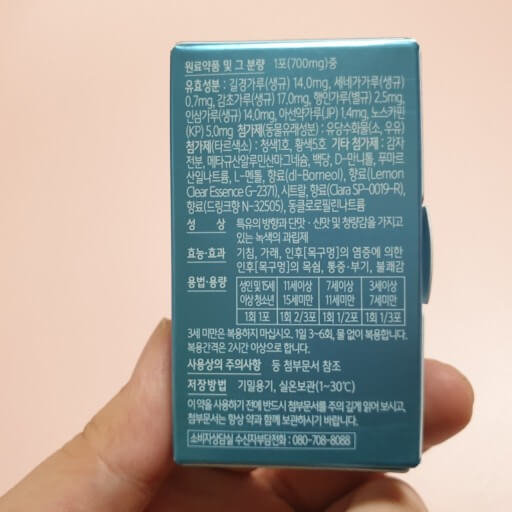 원료약품 및 그 분량 1포(700mg)중
유효성분 : 길경가루(생규) 14.0mg, 세네가가루(생규)
0.7mg, 감초가루(생규) 17.0mg, 행인가루(별규) 2.5mg,
인삼가루(생규) 14.0mg, 아선약가루(JP) 1.4mg, 노스카핀
(KP) 5.0mg 첨가제(동물유래성분) : 유당수화물(소, 우유)
첨가제(타르색소) : 청색1호, 황색5호 기타 첨가제 : 감자
전분, 메타규산알루민산마그네슘, 백당, D-만니톨, 푸마르
산일나트륨, L-멘톨, 향료(dl-Borneol), 향료(Lemon
Clear Essence G-2371), 시트랄, 향료(Clara SP-0019-R),
향료(드링크향 N-32505), 동클로로필린나트륨
성 상 특유의 방향과 단맛 · 신맛 및 청량감을 가지고
있는 녹색의 과립제
효능·효과 기침, 가래, 인후[목구멍]의 염증에 의한
인후[목구멍]의 목쉼, 통증·부기, 불쾌감
용법·용량 성인 및 15세 11세이상 7세이상 3세이상
이상 청소년 15세미만 11세미만 7세미만
1회 1포 1회 2/3포 1회 1/2포 1회 1/3포
3세 미만은 복용하지 마십시오. 1일 3~6회, 물 없이 복용합니다.
복용간격은 2시간 이상으로 합니다.
사용상의 주의사항 등 첨부문서 참조
저장방법 기밀용기, 실온보관(1~30℃)
이 약을 사용하기 전에 반드시 첨부문서를 주의 깊게 읽어 보시고,
첨부문서는 항상 약과 함께 보관하시기 바랍니다.
소비자상담실 수신자부담전화 : 080-708-8088